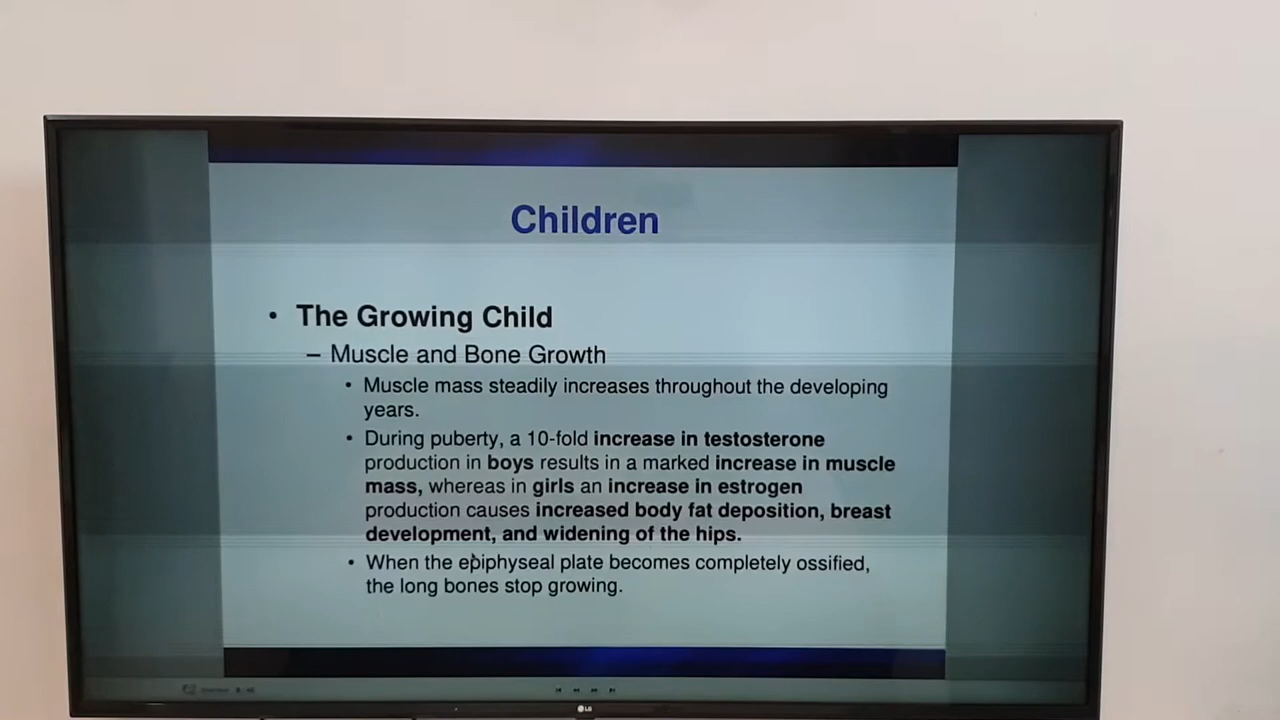 Children
• The Growing Child
– Muscle and Bone Growth
• Muscle mass steadily increases throughout the developing
years.
• During puberty, a 10-fold increase in testosterone
production in boys results in a marked increase in muscle
mass, whereas in girls an increase in estrogen
production causes increased body fat deposition, breast
development, and widening of the hips.
• When the epiphyseal plate becomes completely ossified,
the long bones stop growing.
LG